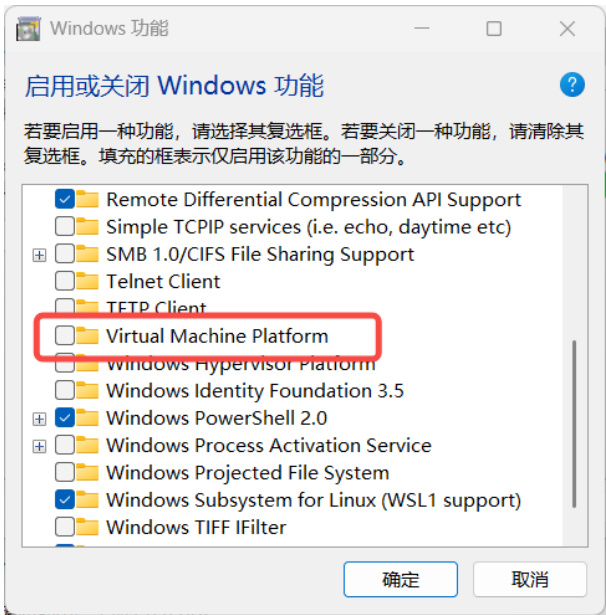 Windows 功能
启用或关闭 Windows 功能
若要启用一种功能，请选择其复选框。若要关闭一种功能，请清除其
复选框。填充的框表示仅启用该功能的一部分。
Remote Differential Compression API Support
Simple TCPIP services (i.e. echo, daytime etc)
SMB 1.0/CIFS File Sharing Support
Telnet Client
TFTP Client
Virtual Machine Platform
Windows Hypervisor Platform
Windows Identity Foundation 3.5
Windows PowerShell 2.0
Windows Process Activation Service
Windows Projected File System
Windows Subsystem for Linux (WSL1 support)
Windows TIFF IFilter
确定
取消